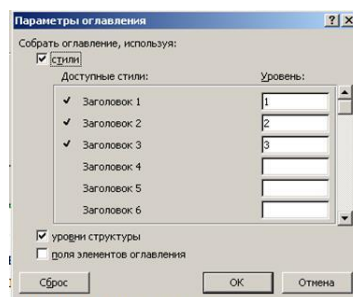 Параметры оглавления
Собрать оглавление, используя:
стили
Доступные стили: Уровень:
Заголовок 1 1
Заголовок 2 2
Заголовок 3 3
Заголовок 4
Заголовок 5
Заголовок 6
уровни структуры
поля элементов оглавления
Сброс ОК Отмена